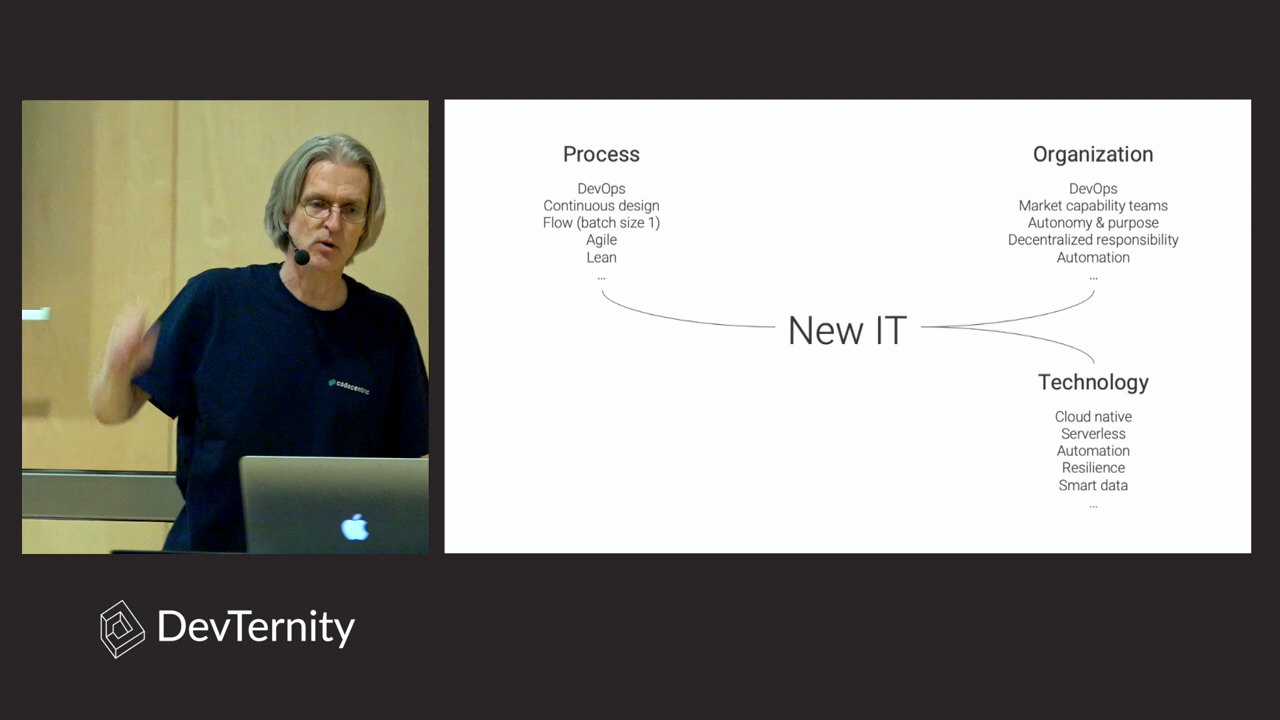 codecentric
Process
DevOps
Continuous design
Flow (batch size 1)
Agile
Lean
...
Organization
DevOps
Market capability teams
Autonomy & purpose
Decentralized responsibility
Automation
...
New IT
Technology
Cloud native
Serverless
Automation
Resilience
Smart data
...
DevTernity